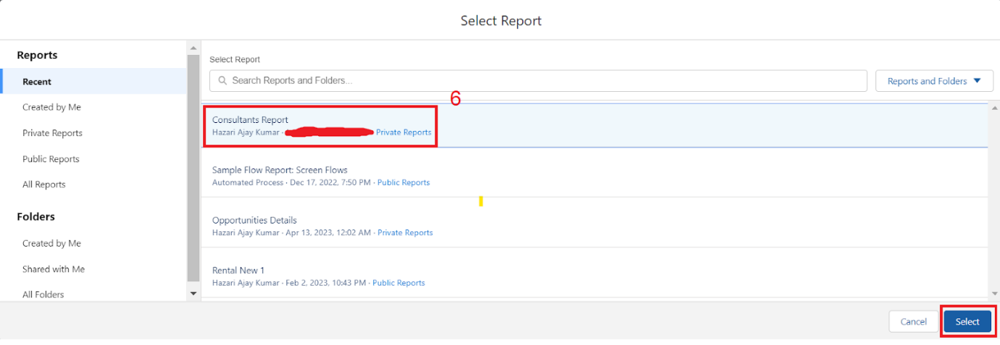 Select Report
Reports
Recent
Created by Me
Private Reports
Public Reports
All Reports
Folders
Created by Me
Shared with Me
All Folders
Select Report
Search Reports and Folders...
Reports and Folders
6
Consultants Report
Hazari Ajay Kumar · Private Reports
Sample Flow Report: Screen Flows
Automated Process · Dec 17, 2022, 7:50 PM · Public Reports
Opportunities Details
Hazari Ajay Kumar · Apr 13, 2023, 12:02 AM · Private Reports
Rental New 1
Hazari Ajay Kumar · Feb 2, 2023, 10:43 PM · Public Reports
Cancel
Select